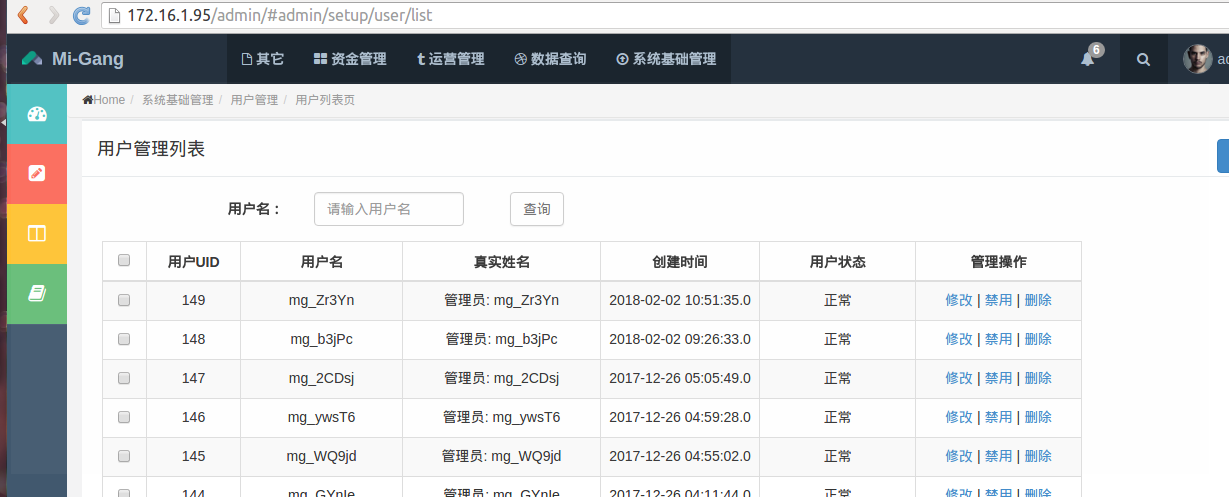 172.16.1.95/admin/#admin/setup/user/list
Mi-Gang 其它 资金管理 运营管理 数据查询 系统基础管理 6
Home / 系统基础管理 / 用户管理 / 用户列表页
用户管理列表
用户名： 请输入用户名 查询
用户UID 用户名 真实姓名 创建时间 用户状态 管理操作
149 mg_Zr3Yn 管理员: mg_Zr3Yn 2018-02-02 10:51:35.0 正常 修改 | 禁用 | 删除
148 mg_b3jPc 管理员: mg_b3jPc 2018-02-02 09:26:33.0 正常 修改 | 禁用 | 删除
147 mg_2CDsj 管理员: mg_2CDsj 2017-12-26 05:05:49.0 正常 修改 | 禁用 | 删除
146 mg_ywsT6 管理员: mg_ywsT6 2017-12-26 04:59:28.0 正常 修改 | 禁用 | 删除
145 mg_WQ9jd 管理员: mg_WQ9jd 2017-12-26 04:55:02.0 正常 修改 | 禁用 | 删除
144 管理员: 2017-12-26 04:11:44.0 正常 修改 | 禁用 | 删除